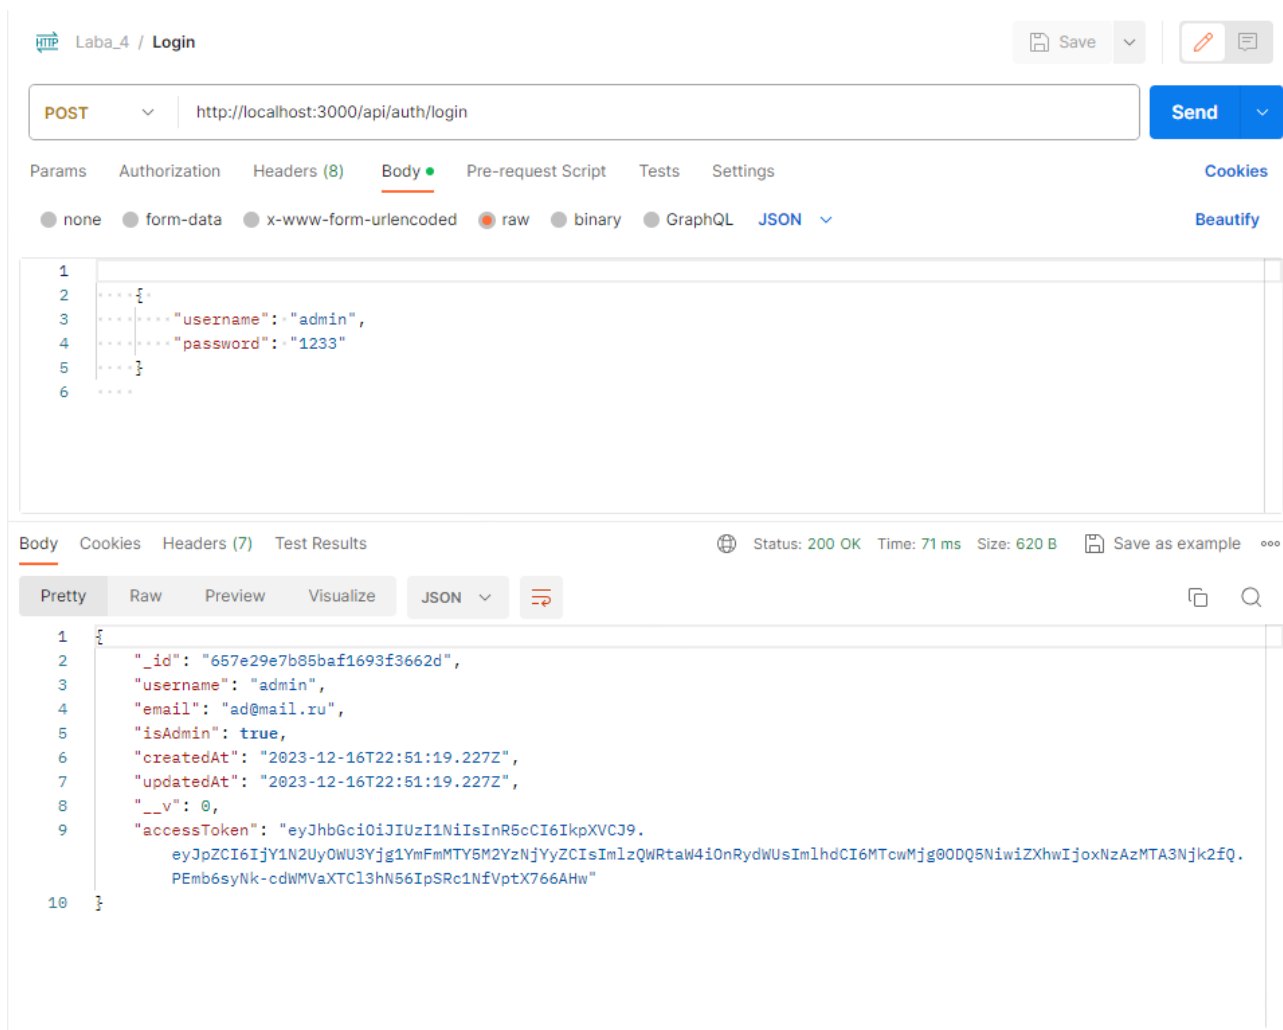 HTTP Laba_4 / Login Save
POST http://localhost:3000/api/auth/login Send
Params Authorization Headers (8) Body Pre-request Script Tests Settings Cookies
none form-data x-www-form-urlencoded raw binary GraphQL JSON Beautify
1
2 {
3 "username": "admin",
4 "password": "1233"
5 }
6
Body Cookies Headers (7) Test Results Status: 200 OK Time: 71 ms Size: 620 B Save as example
Pretty Raw Preview Visualize JSON
1 {
2 "_id": "657e29e7b85baf1693f3662d",
3 "username": "admin",
4 "email": "ad@mail.ru",
5 "isAdmin": true,
6 "createdAt": "2023-12-16T22:51:19.227Z",
7 "updatedAt": "2023-12-16T22:51:19.227Z",
8 "__v": 0,
9 "accessToken": "eyJhbGciOiJIUzI1NiIsInR5cCI6IkpXVCJ9.
eyJpZCI6IjY1N2UyOWU3Yjg1YmFmMTY5M2YzNjYyZCIsImlzQWRtaW4iOnRydWUsImlhdCI6MTcwMjg0ODQ5NiwiZXhwIjoxNzAzMTA3Njk2fQ.
PEmb6syNk-cdWMVaXTCl3hN56IpSRc1NfVptX766AHw"
10 }